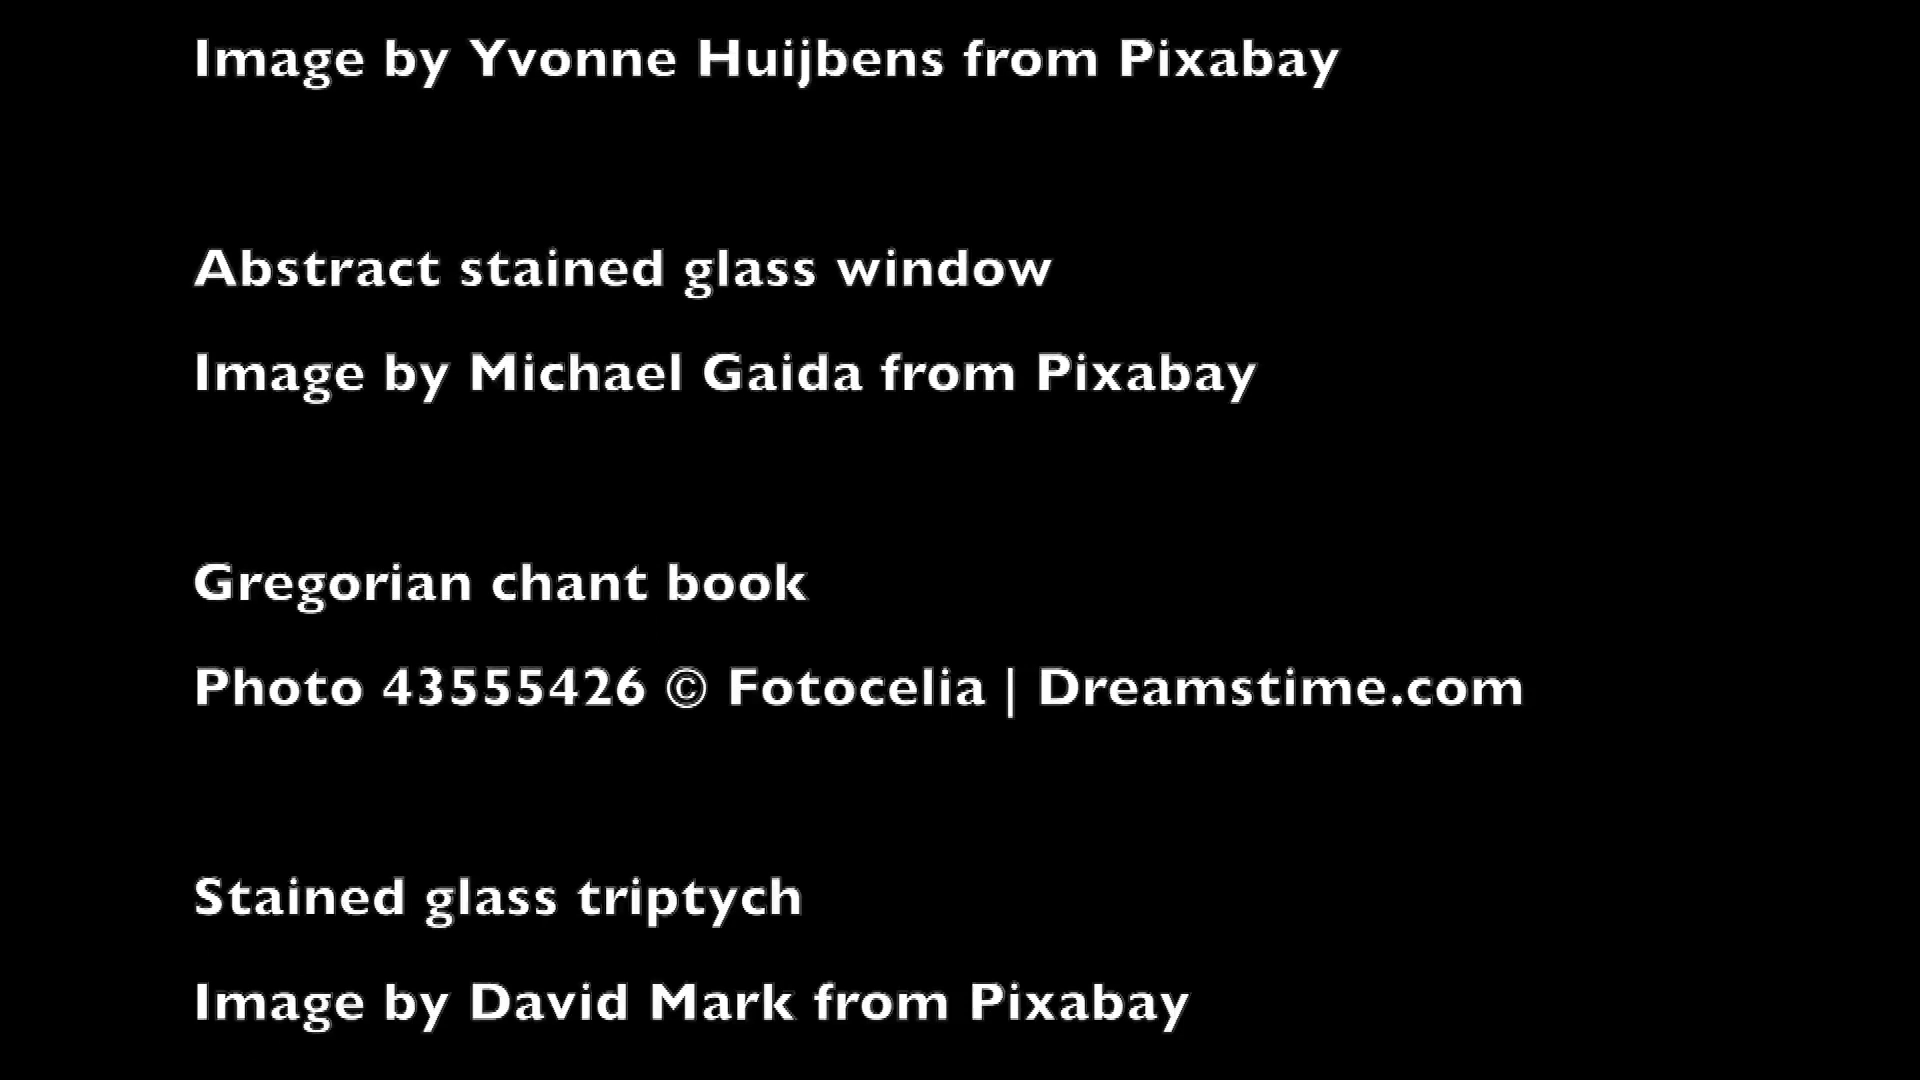 Image by Yvonne Huijbens from Pixabay
Abstract stained glass window
Image by Michael Gaida from Pixabay
Gregorian chant book
Photo 43555426 © Fotocelia | Dreamstime.com
Stained glass triptych
Image by David Mark from Pixabay